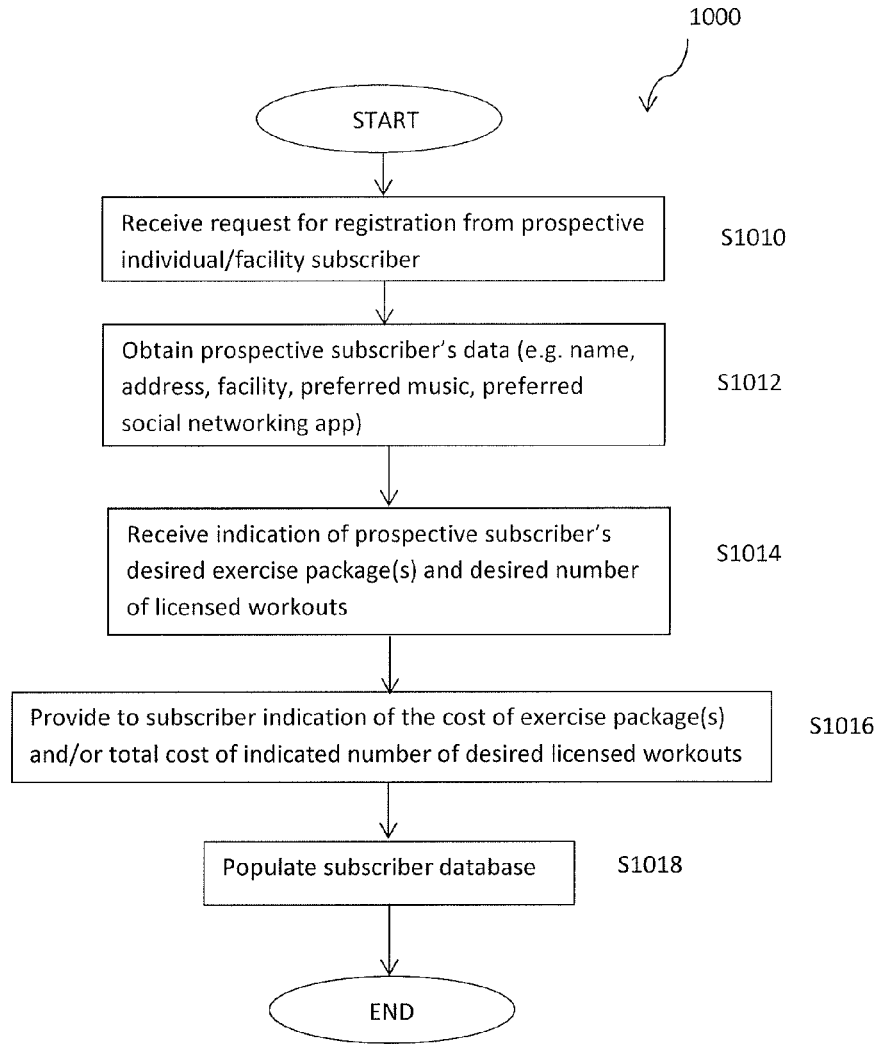 1000
START
Receive request for registration from prospective
individual/facility subscriber
S1010
Obtain prospective subscriber's data (e.g. name,
address, facility, preferred music, preferred
social networking app)
S1012
Receive indication of prospective subscriber's
desired exercise package(s) and desired number
of licensed workouts
S1014
Provide to subscriber indication of the cost of exercise package(s)
and/or total cost of indicated number of desired licensed workouts
S1016
Populate subscriber database
S1018
END